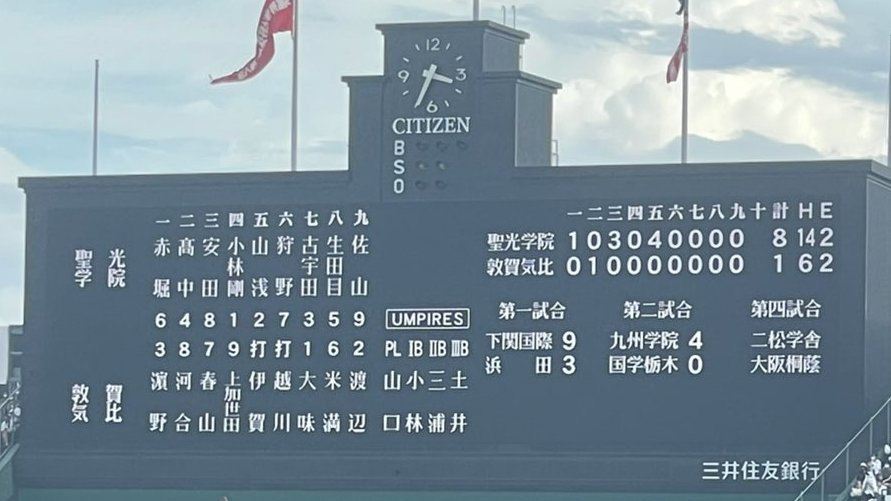 12
9 3
6
CITIZEN
B
S
O
一 二 三 四 五 六 七 八 九
聖光学院
赤堀 高中 安田 小林剛 山浅 狩野 古宇田 生田目 佐山
6 4 8 1 2 7 3 5 9
3 8 7 9 打 打 1 6 2
敦賀気比
濵野 河合 春山 上加世田 伊賀 越川 大味 米満 渡辺
UMPIRES
PL IB IIB IIIB
山口 小林 三浦 土井
一 二 三 四 五 六 七 八 九 十 計 H E
聖光学院 1 0 3 0 4 0 0 0 0 8 14 2
敦賀気比 0 1 0 0 0 0 0 0 0 1 6 2
第一試合 第二試合 第四試合
下関国際 9 九州学院 4 二松学舎
浜田 3 国学栃木 0 大阪桐蔭
三井住友銀行